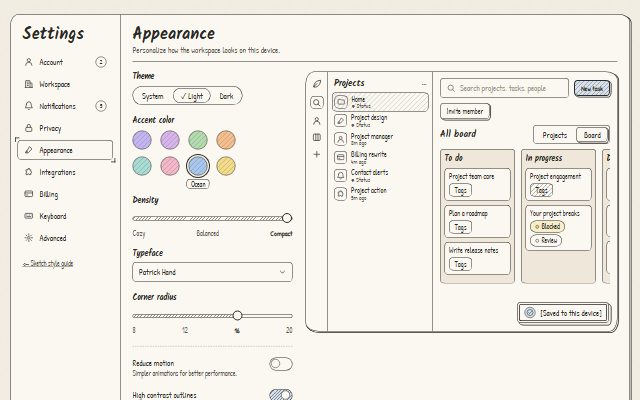 Settings
Account
2
Workspace
Notifications
Privacy
Appearance
Integrations
Billing
Keyboard
Advanced
← Sketch style guide
Appearance
Personalize how the workspace looks on this device.
Theme
System
✓ Light
Dark
Accent color
Ocean
Density
Cozy
Balanced
Compact
Typeface
Patrick Hand
Corner radius
8
12
16
20
Reduce motion
Simpler animations for better performance.
High contrast outlines
Projects
...
Home
Status
Project design
Status
Project manager
2m ago
Billing rewrite
4m ago
Contact alerts
Status
Project action
5m ago
Search projects, tasks, people
New task
Invite member
All board
Projects
Board
To do
Project team care
Tags
Plan a roadmap
Tags
Write release notes
Tags
In progress
Project engagement
Tags
Your project breaks
Blocked
Review
[Saved to this device]